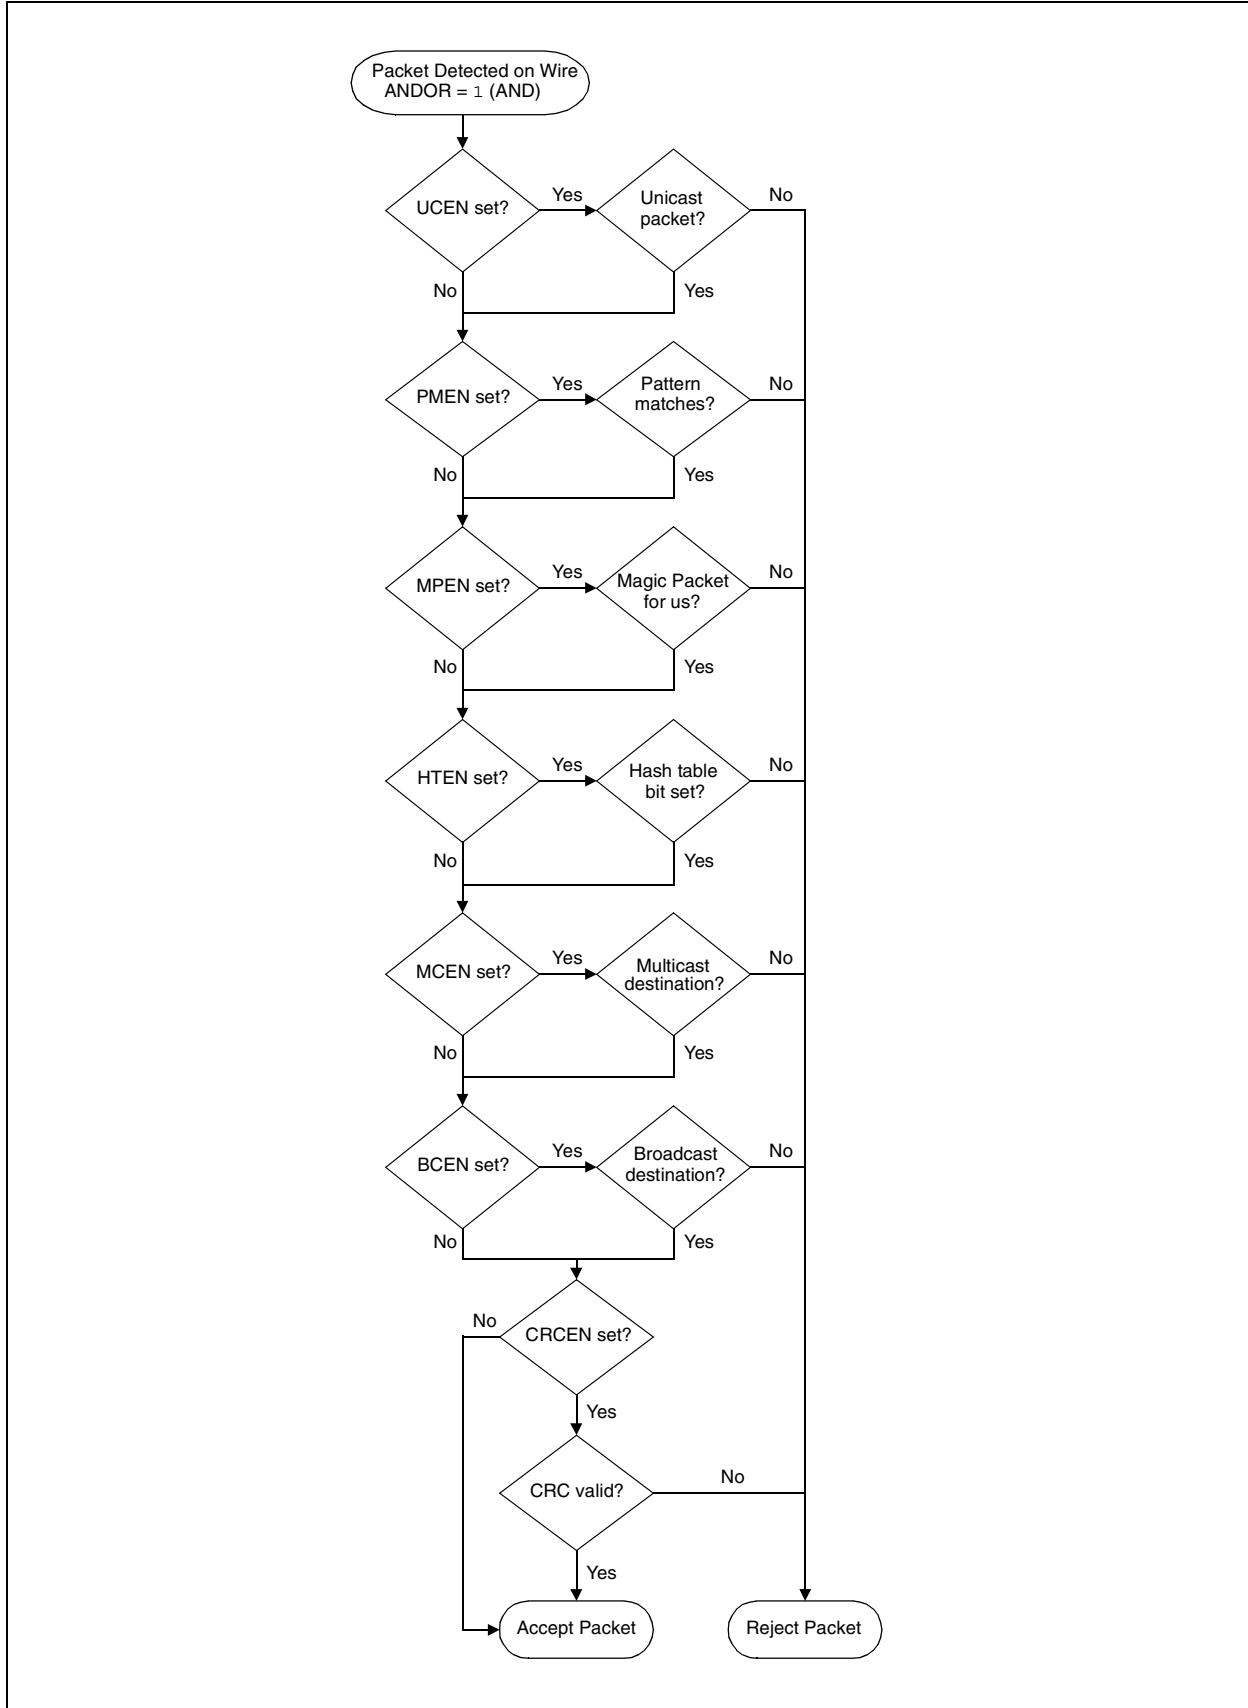 Packet Detected on Wire
ANDOR = 1 (AND)
UCEN set?
Yes
Unicast
packet?
No
No
Yes
PMEN set?
Yes
Pattern
matches?
No
No
Yes
MPEN set?
Yes
Magic Packet
for us?
No
No
Yes
HTEN set?
Yes
Hash table
bit set?
No
No
Yes
MCEN set?
Yes
Multicast
destination?
No
No
Yes
BCEN set?
Yes
Broadcast
destination?
No
No
Yes
No
CRCEN set?
Yes
CRC valid?
No
Yes
Accept Packet
Reject Packet